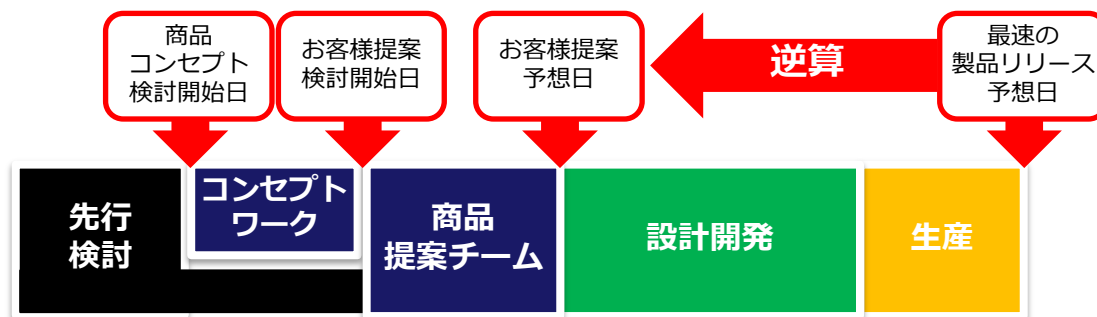 商品
コンセプト
検討開始日
お客様提案
検討開始日
お客様提案
予想日
逆算
最速の
製品リリース
予想日
先行
検討
コンセプト
ワーク
商品
提案チーム
設計開発
生産